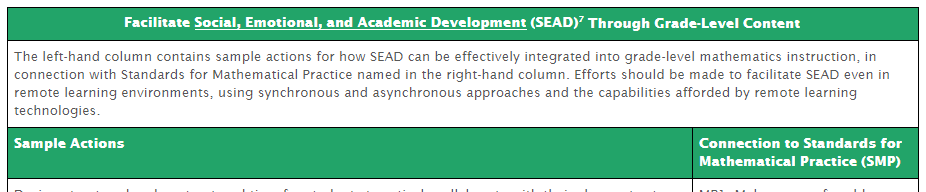 Facilitate Social, Emotional, and Academic Development (SEAD)⁷ Through Grade-Level Content
The left-hand column contains sample actions for how SEAD can be effectively integrated into grade-level mathematics instruction, in
connection with Standards for Mathematical Practice named in the right-hand column. Efforts should be made to facilitate SEAD even in
remote learning environments, using synchronous and asynchronous approaches and the capabilities afforded by remote learning
technologies.
Sample Actions
Connection to Standards for
Mathematical Practice (SMP)